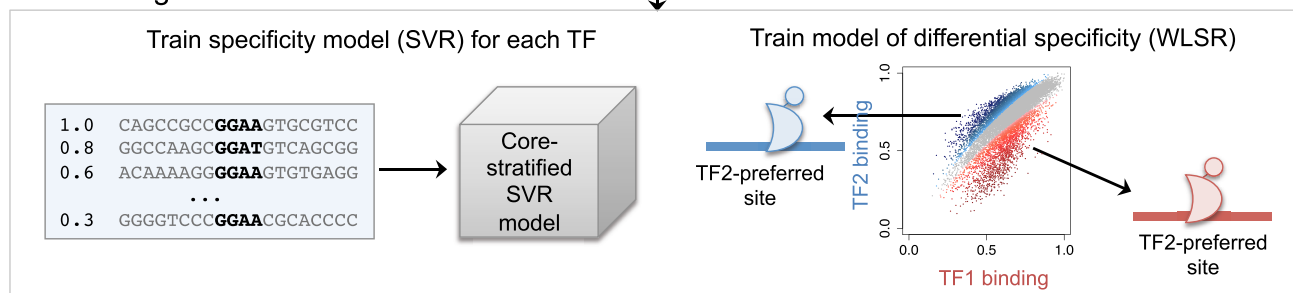 Train specificity model (SVR) for each TF
1.0 CAGCCGCCGGAAGTGCGTCC
0.8 GGCCAAGCGGATGTCAGCGG
0.6 ACAAAAGGGGAAGTGTGAGG
...
0.3 GGGGTCCCGGAACGCACCCC
Core-
stratified
SVR
model
Train model of differential specificity (WLSR)
TF2-preferred
site
TF2 binding
1.0
0.5
0.0
0.0 0.5 1.0
TF1 binding
TF2-preferred
site